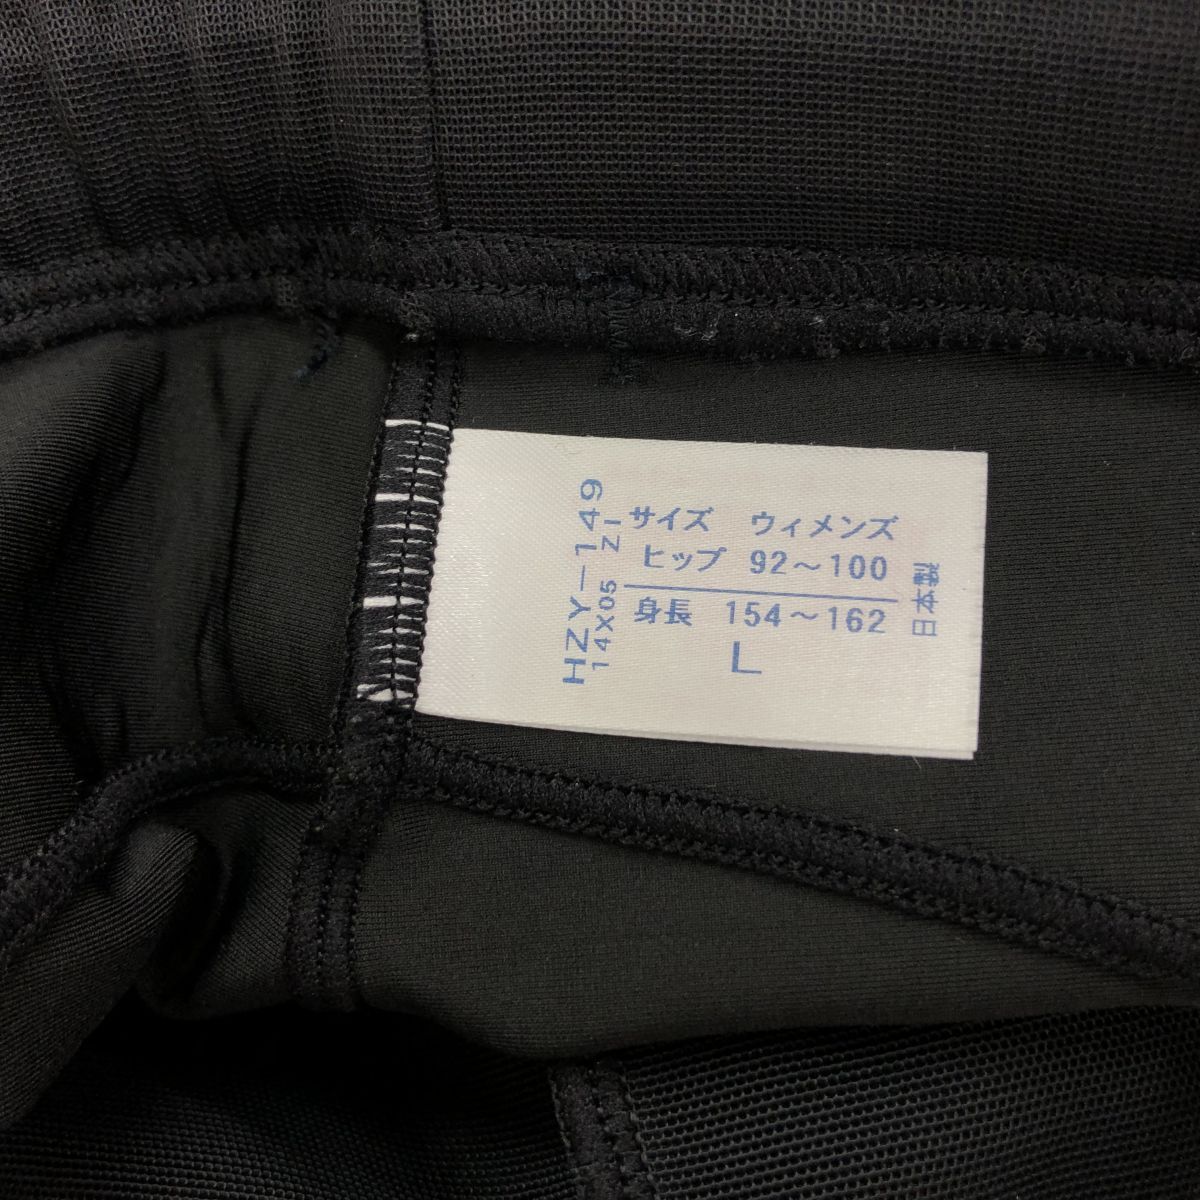 HZY-149
14X05 ZI
サイズ ウィメンズ
ヒップ 92~100
身長 154~162
L
日本製